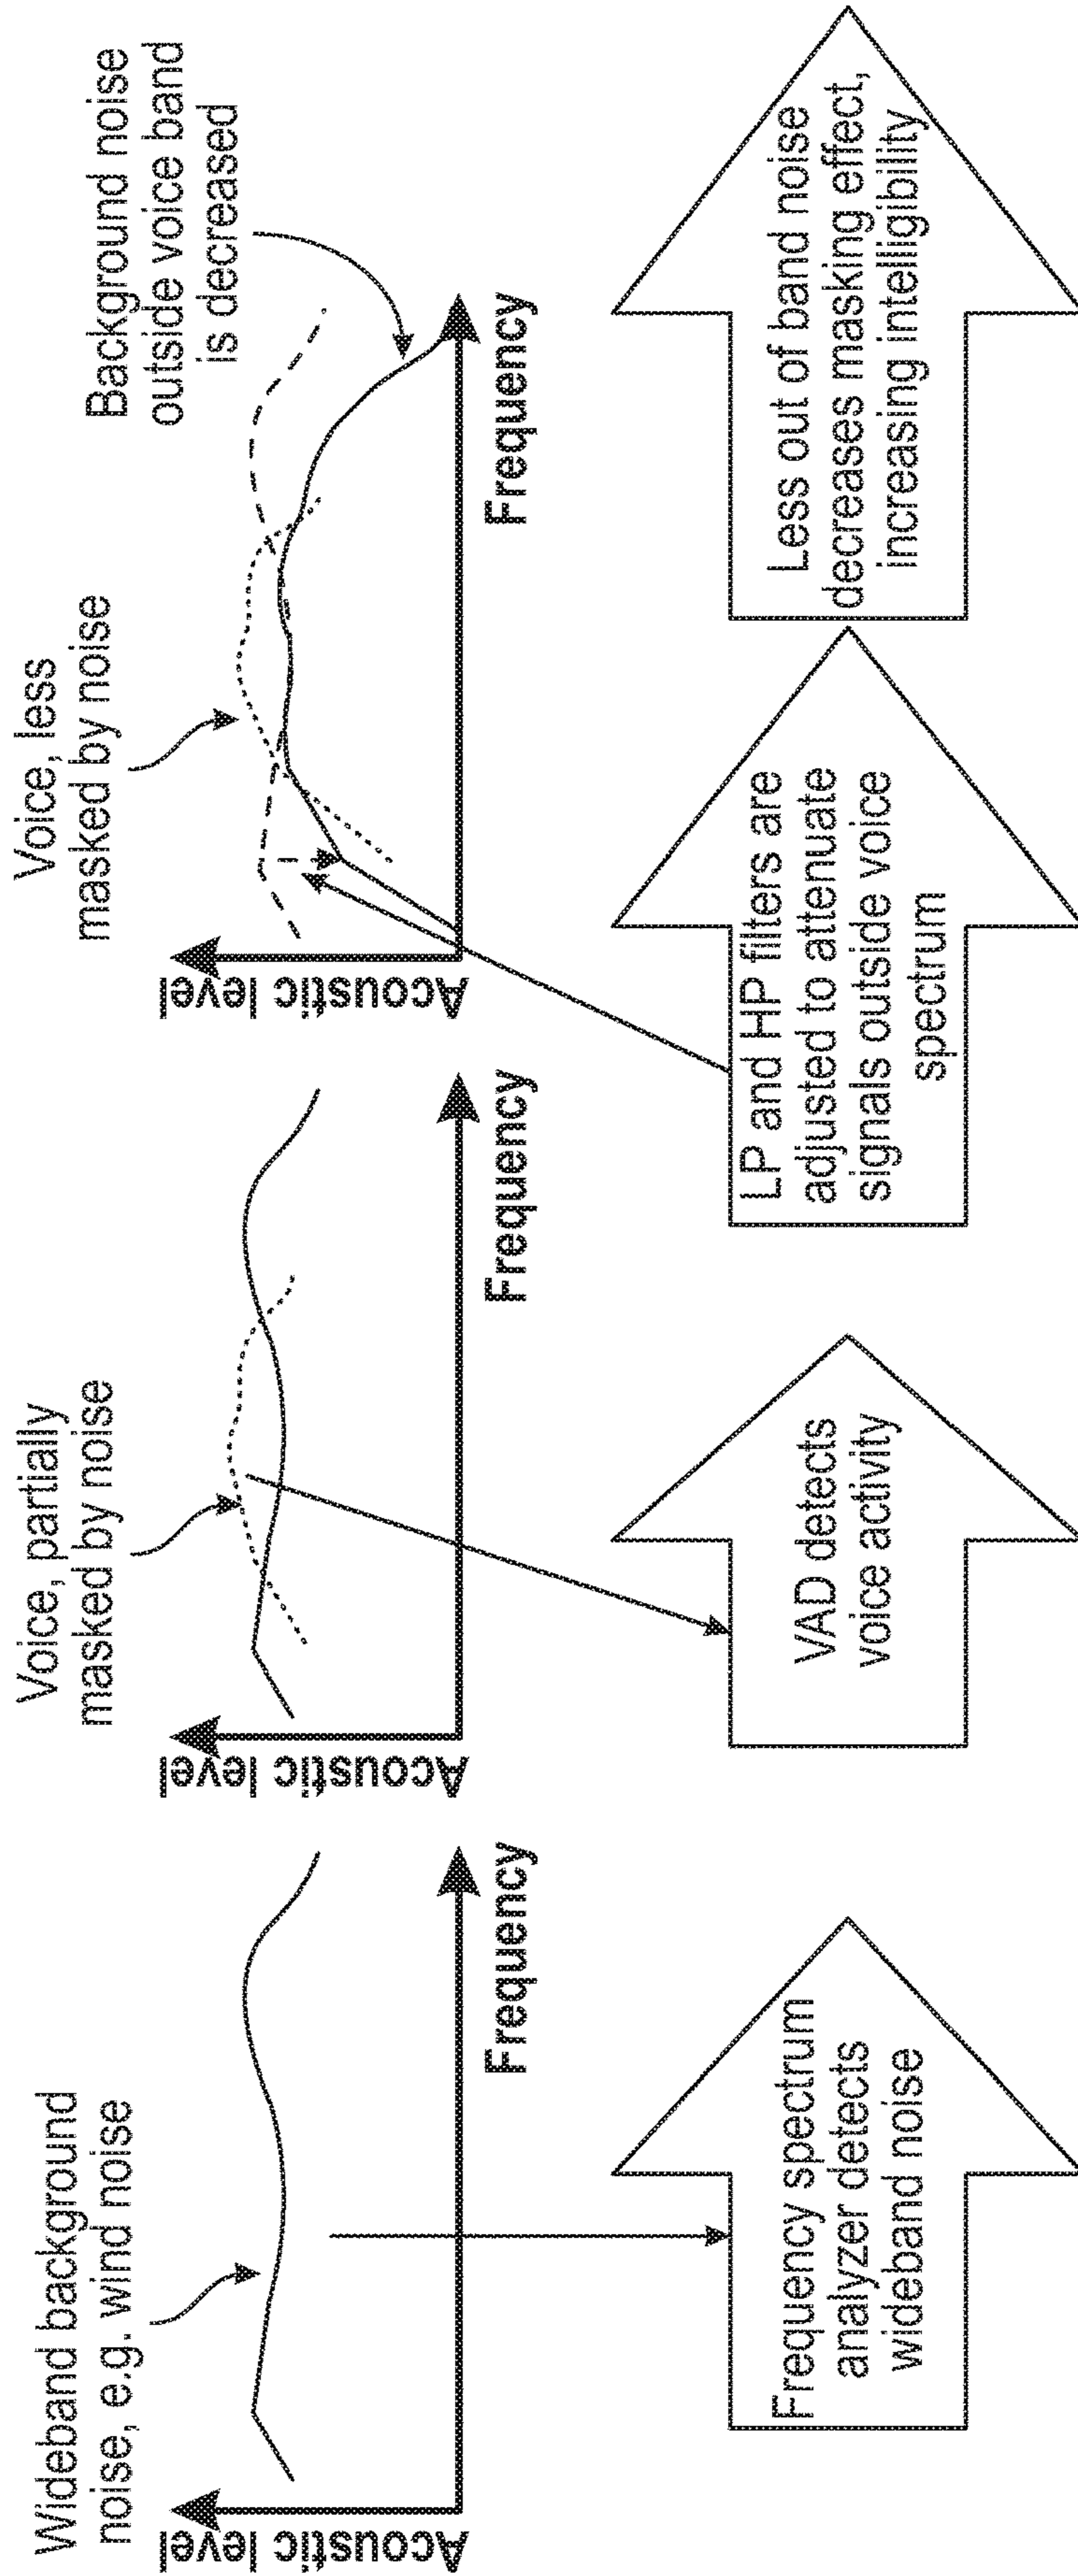 Wideband background
noise, e.g. wind noise
Acoustic level
Frequency
Voice, partially
masked by noise
Acoustic level
Frequency
Voice, less
masked by noise
Background noise
outside voice band
is decreased
Acoustic level
Frequency
Frequency spectrum
analyzer detects
wideband noise
VAD detects
voice activity
LP and HP filters are
adjusted to attenuate
signals outside voice
spectrum
Less out of band noise
decreases masking effect,
increasing intelligibility